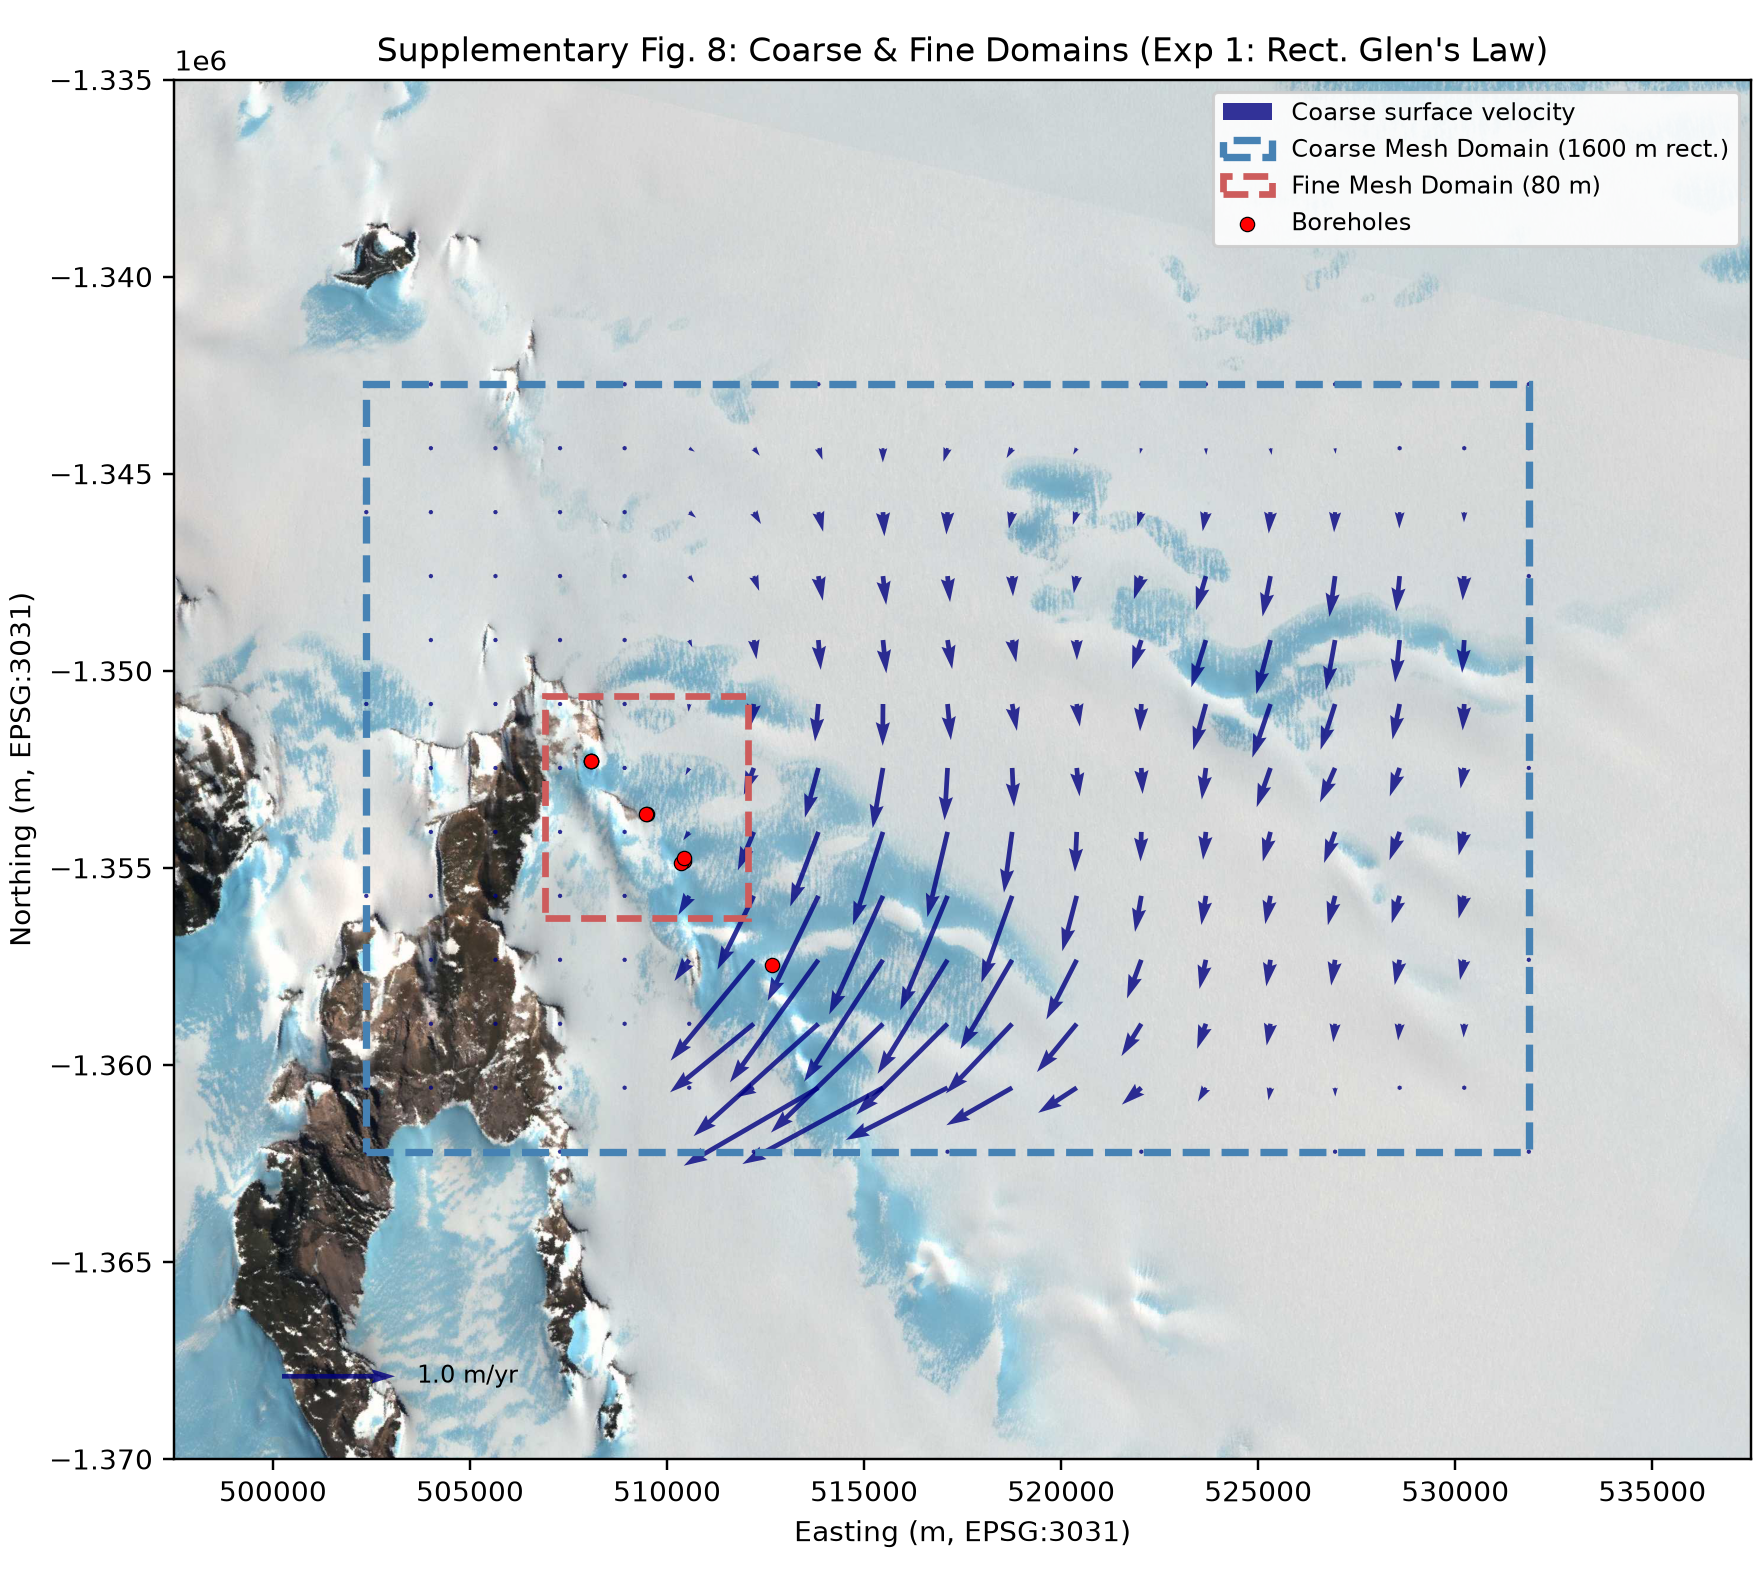 Supplementary Fig. 8: Coarse & Fine Domains (Exp 1: Rect. Glen's Law)
1e6
−1.335
−1.340
−1.345
−1.350
−1.355
−1.360
−1.365
−1.370
Northing (m, EPSG:3031)
Coarse surface velocity
Coarse Mesh Domain (1600 m rect.)
Fine Mesh Domain (80 m)
Boreholes
1.0 m/yr
500000
505000
510000
515000
520000
525000
530000
535000
Easting (m, EPSG:3031)